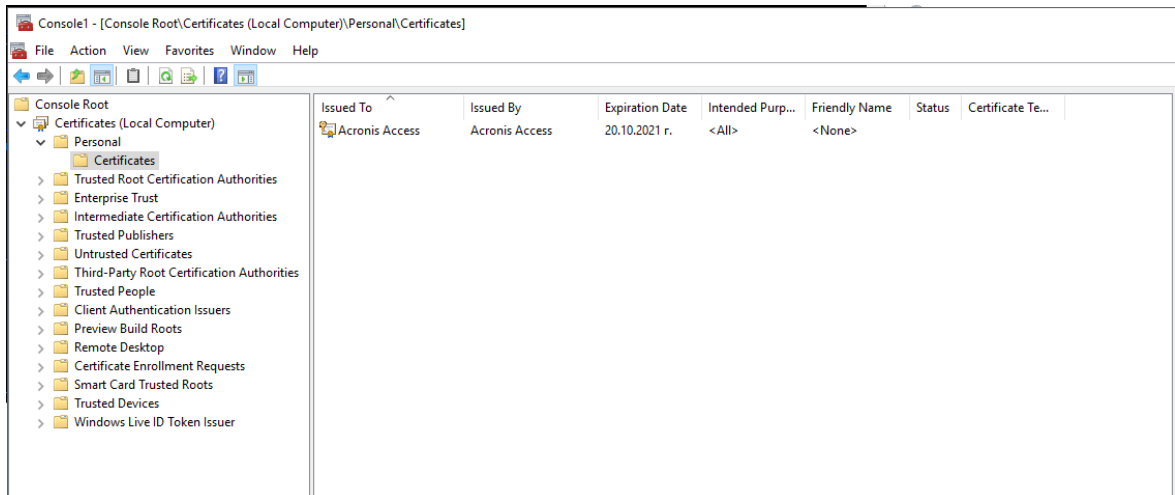 Console1 - [Console Root\Certificates (Local Computer)\Personal\Certificates]
File Action View Favorites Window Help
Console Root
Certificates (Local Computer)
Personal
Certificates
Trusted Root Certification Authorities
Enterprise Trust
Intermediate Certification Authorities
Trusted Publishers
Untrusted Certificates
Third-Party Root Certification Authorities
Trusted People
Client Authentication Issuers
Preview Build Roots
Remote Desktop
Certificate Enrollment Requests
Smart Card Trusted Roots
Trusted Devices
Windows Live ID Token Issuer
Issued To Issued By Expiration Date Intended Purp... Friendly Name Status Certificate Te...
Acronis Access Acronis Access 20.10.2021 г. <All> <None>